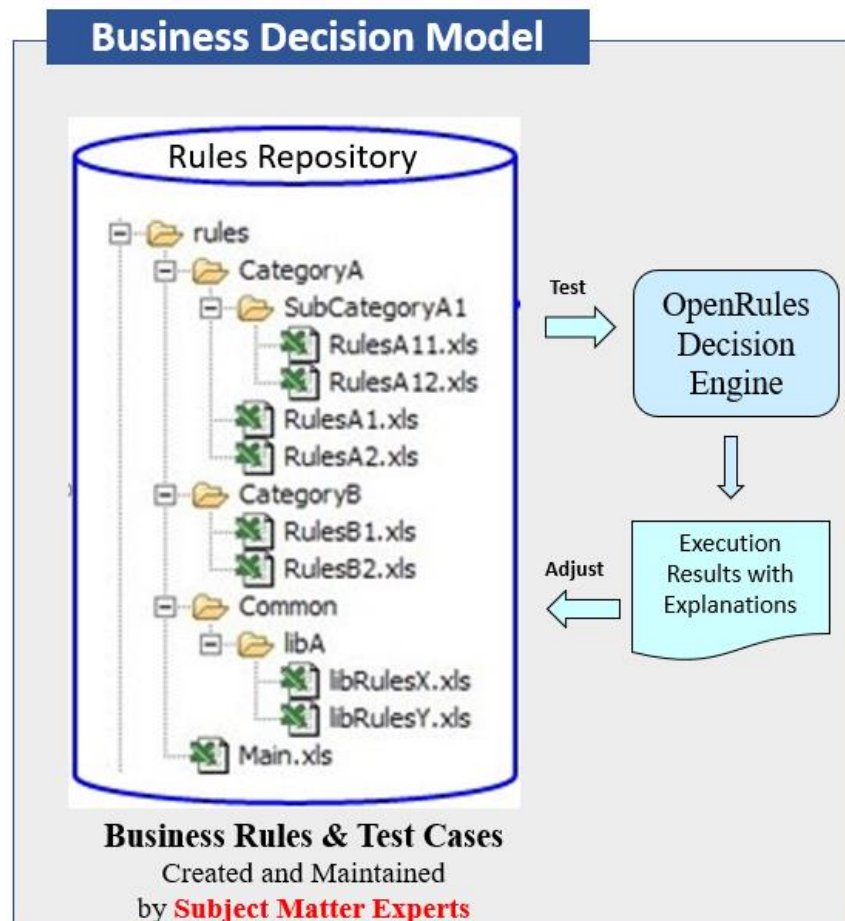 Business Decision Model
Rules Repository
rules
CategoryA
SubCategoryA1
RulesA11.xls
RulesA12.xls
RulesA1.xls
RulesA2.xls
CategoryB
RulesB1.xls
RulesB2.xls
Common
libA
libRulesX.xls
libRulesY.xls
Main.xls
Test
OpenRules
Decision
Engine
Execution
Results with
Explanations
Adjust
Business Rules & Test Cases
Created and Maintained
by Subject Matter Experts